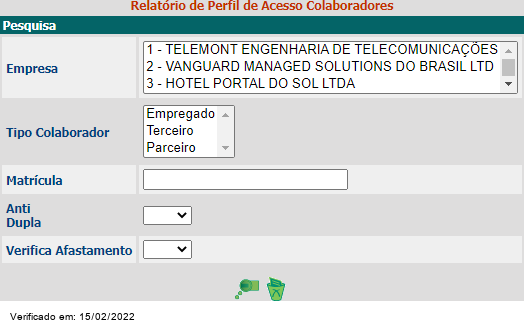 Relatório de Perfil de Acesso Colaboradores
Pesquisa
Empresa
1 - TELEMONT ENGENHARIA DE TELECOMUNICAÇÕES
2 - VANGUARD MANAGED SOLUTIONS DO BRASIL LTD
3 - HOTEL PORTAL DO SOL LTDA
Tipo Colaborador
Empregado
Terceiro
Parceiro
Matrícula
Anti
Dupla
Verifica Afastamento
Verificado em: 15/02/2022